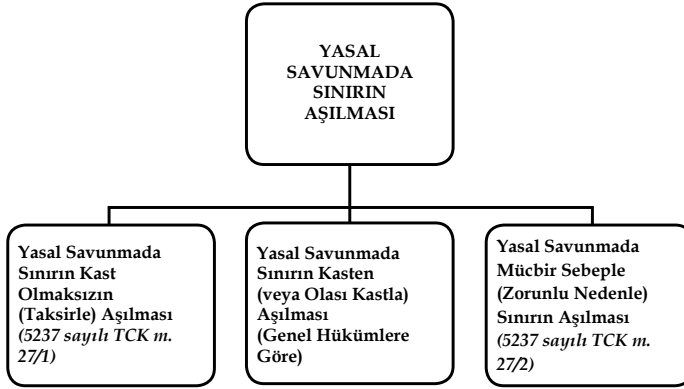 YASAL
SAVUNMADA
SINIRIN
AŞILMASI
Yasal Savunmada
Sınırın Kast
Olmaksızın
(Taksirle) Aşılması
(5237 sayılı TCK m.
27/1)
Yasal Savunmada
Sınırın Kasten
(veya Olası Kastla)
Aşılması
(Genel Hükümlere
Göre)
Yasal Savunmada
Mücbir Sebeple
(Zorunlu Nedenle)
Sınırın Aşılması
(5237 sayılı TCK m.
27/2)